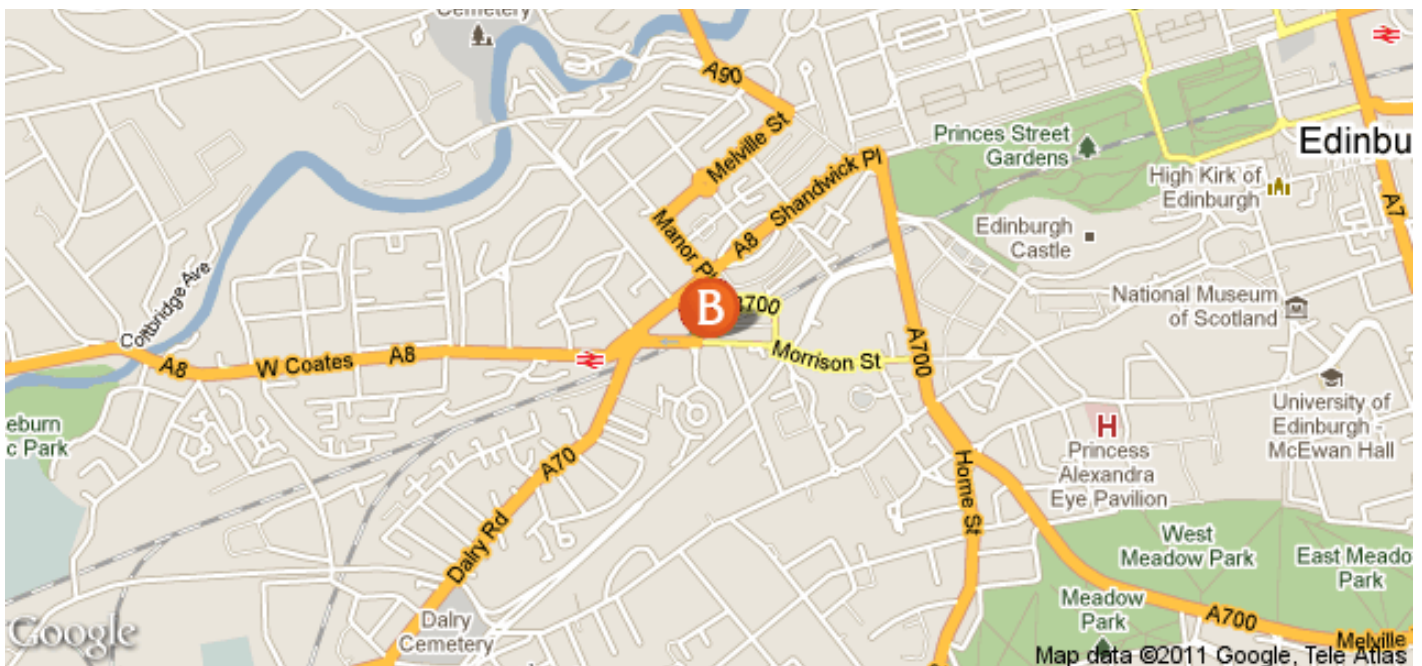 Cemetery
A90
Melville St
Princes Street
Gardens
Edinbu
Shandwick Pl
High Kirk of
Edinburgh
A7
Manor Pl
A8
Edinburgh
Castle
Coltbridge Ave
B
B700
National Museum
of Scotland
A8
W Coates
A8
Morrison St
A700
University of
Edinburgh -
McEwan Hall
eburn
c Park
H
Princess
Alexandra
Eye Pavilion
A70
Home St
Dalry Rd
West
Meadow Park
East Meado
Park
Meadow
Park
A700
Melville
Dalry
Cemetery
Google
Map data ©2011 Google, Tele Atlas